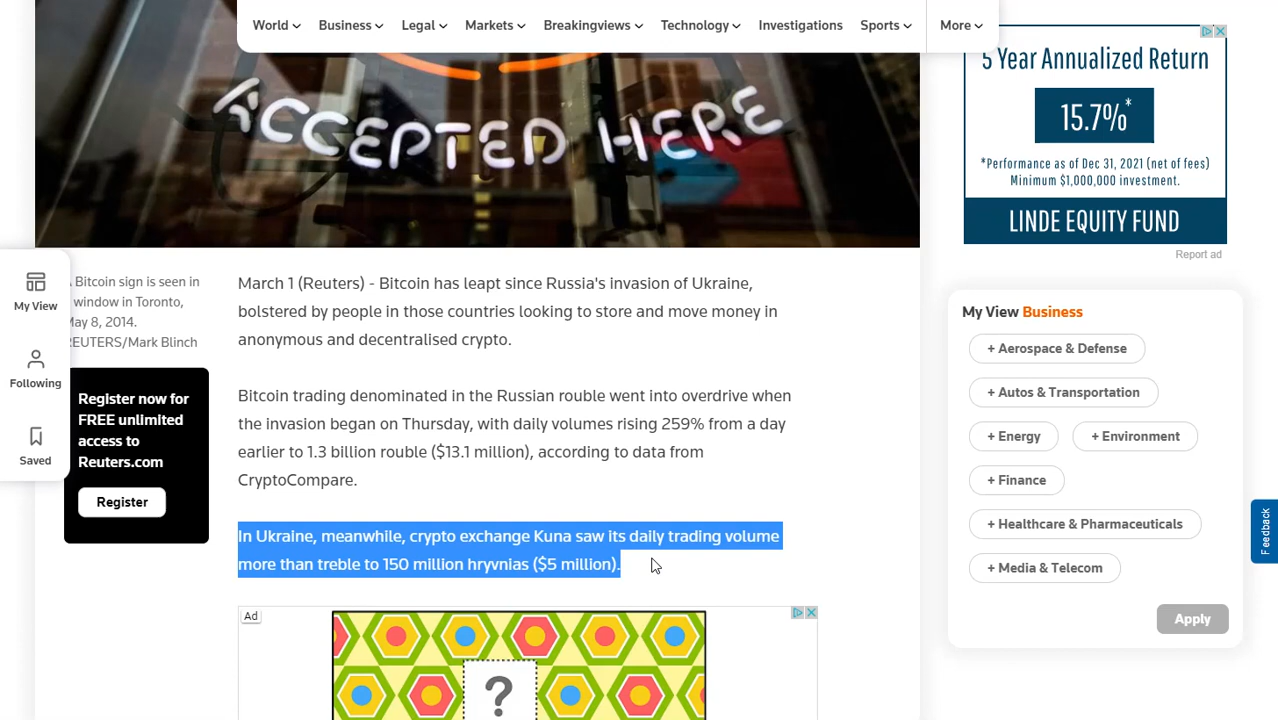 World Business Legal Markets Breakingviews Technology Investigations Sports More
ACCEPTED HERE
5 Year Annualized Return
15.7%*
*Performance as of Dec 31, 2021 (net of fees)
Minimum $1,000,000 investment.
LINDE EQUITY FUND
Report ad
My View
Following
Saved
Bitcoin sign is seen in
window in Toronto,
May 8, 2014.
REUTERS/Mark Blinch
Register now for
FREE unlimited
access to
Reuters.com
Register
March 1 (Reuters) - Bitcoin has leapt since Russia's invasion of Ukraine,
bolstered by people in those countries looking to store and move money in
anonymous and decentralised crypto.
Bitcoin trading denominated in the Russian rouble went into overdrive when
the invasion began on Thursday, with daily volumes rising 259% from a day
earlier to 1.3 billion rouble ($13.1 million), according to data from
CryptoCompare.
In Ukraine, meanwhile, crypto exchange Kuna saw its daily trading volume
more than treble to 150 million hryvnias ($5 million).
Ad
?
My View Business
+ Aerospace & Defense
+ Autos & Transportation
+ Energy + Environment
+ Finance
+ Healthcare & Pharmaceuticals
+ Media & Telecom
Apply
Feedback